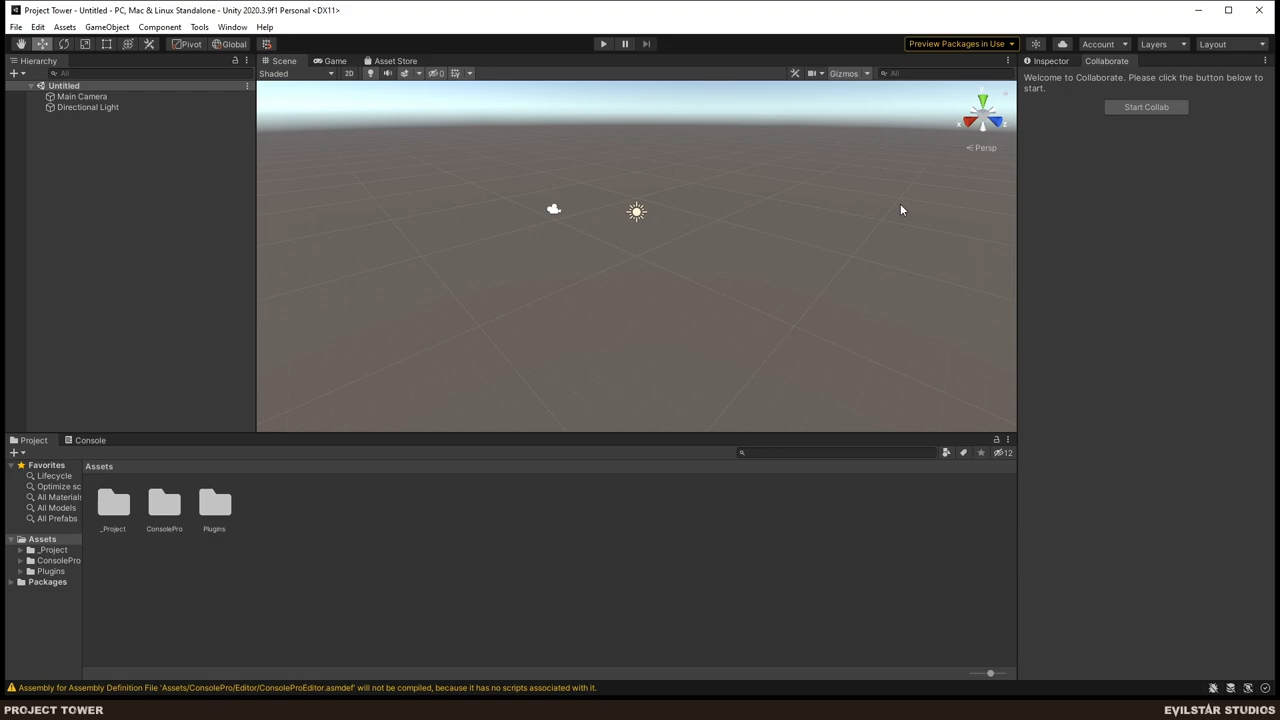 Project Tower - Untitled - PC, Mac & Linux Standalone - Unity 2020.3.9f1 Personal <DX11>
File Edit Assets GameObject Component Tools Window Help
Pivot Global Preview Packages in Use Account Layers Layout
Hierarchy Scene Game Asset Store Inspector Collaborate
All Shaded 2D 0 Gizmos All
Welcome to Collaborate. Please click the button below to
start.
Start Collab
Untitled
Main Camera
Directional Light
y
x z
Persp
Project Console
12
Favorites
Lifecycle
Optimize sc
All Materials
All Models
All Prefabs
Assets
_Project
ConsolePro
Plugins
Packages
Assets
_Project ConsolePro Plugins
Assembly for Assembly Definition File 'Assets/ConsolePro/Editor/ConsoleProEditor.asmdef' will not be compiled, because it has no scripts associated with it.
PROJECT TOWER EVILSTAR STUDIOS